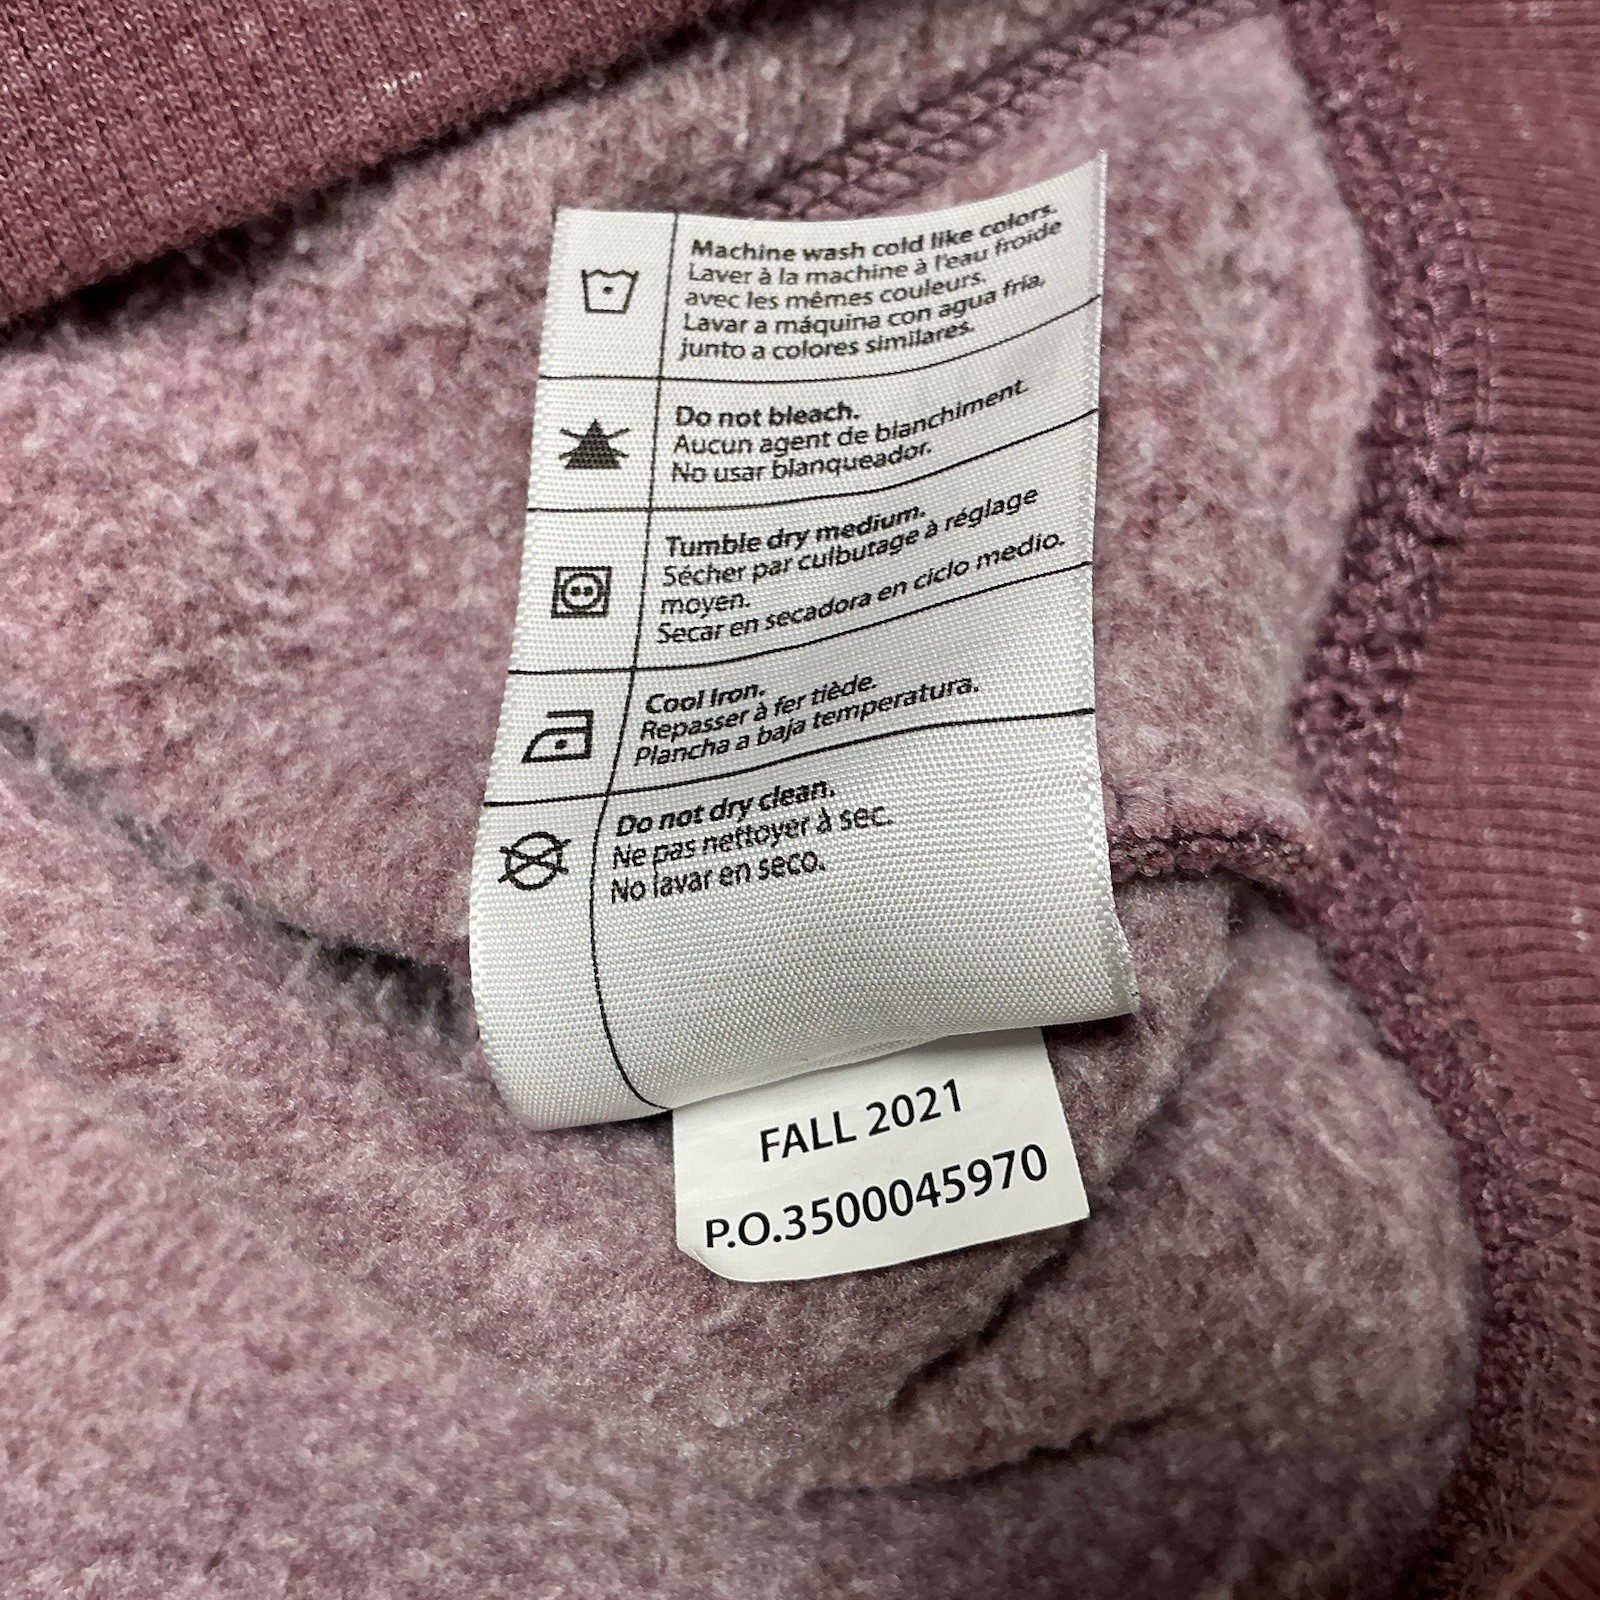 Machine wash cold like colors.
Laver à la machine à l'eau froide
avec les mêmes couleurs.
Lavar a máquina con agua fría,
junto a colores similares.
Do not bleach.
Aucun agent de blanchiment.
No usar blanqueador.
Tumble dry medium.
Sécher par culbutage à réglage
moyen.
Secar en secadora en ciclo medio.
Cool Iron.
Repasser à fer tiède.
Plancha a baja temperatura.
Do not dry clean.
Ne pas nettoyer à sec.
No lavar en seco.
FALL 2021
P.O.3500045970